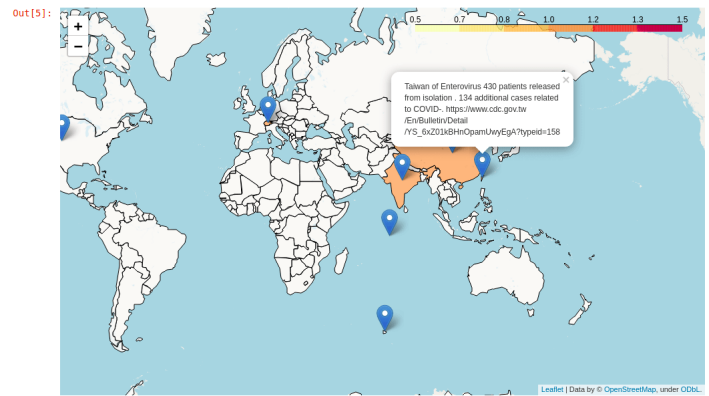 Out[5]:
+
−
0.5 0.7 0.8 1.0 1.2 1.3 1.5
×
Taiwan of Enterovirus 430 patients released
from isolation . 134 additional cases related
to COVID-. https://www.cdc.gov.tw
/En/Bulletin/Detail
/YS_6xZ01kBHnOpamUwyEgA?typeid=158
Leaflet | Data by © OpenStreetMap, under ODbL.